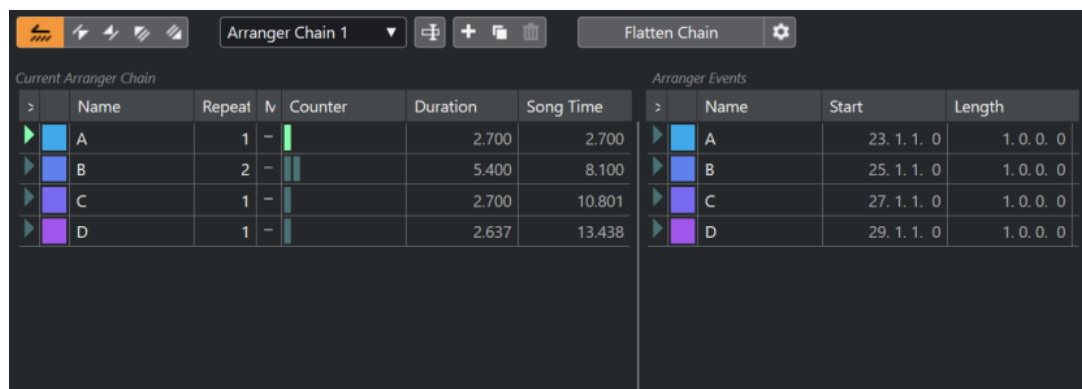 Arranger Chain 1
Flatten Chain
Current Arranger Chain
Arranger Events
> Name Repeat M Counter Duration Song Time
> Name Start Length
A 1 – 2.700 2.700
A 23. 1. 1. 0 1. 0. 0. 0
B 2 – 5.400 8.100
B 25. 1. 1. 0 1. 0. 0. 0
C 1 – 2.700 10.801
C 27. 1. 1. 0 1. 0. 0. 0
D 1 – 2.637 13.438
D 29. 1. 1. 0 1. 0. 0. 0